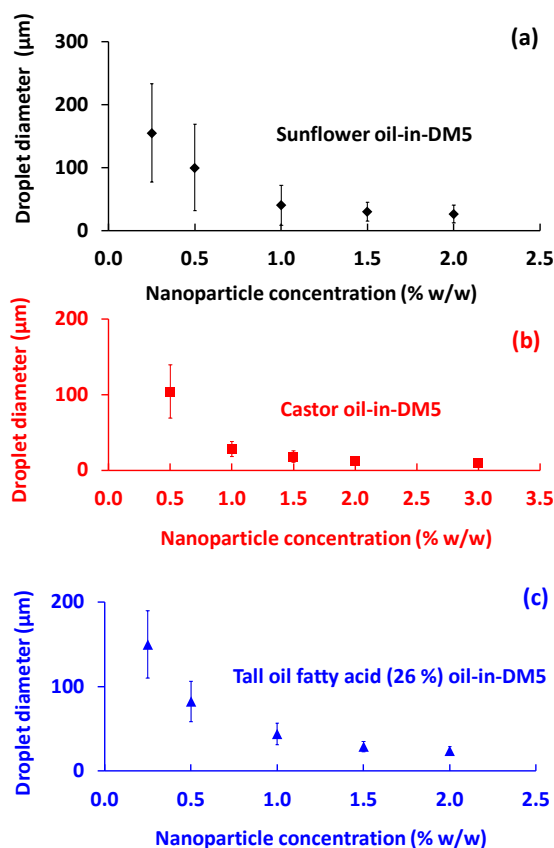 (a)
Droplet diameter (µm)
300
200
100
0
Sunflower oil-in-DM5
0.0 0.5 1.0 1.5 2.0 2.5
Nanoparticle concentration (% w/w)
(b)
Droplet diameter (µm)
200
100
0
Castor oil-in-DM5
0.0 0.5 1.0 1.5 2.0 2.5 3.0 3.5
Nanoparticle concentration (% w/w)
(c)
Droplet diameter (µm)
200
100
0
Tall oil fatty acid (26 %) oil-in-DM5
0.0 0.5 1.0 1.5 2.0 2.5
Nanoparticle concentration (% w/w)